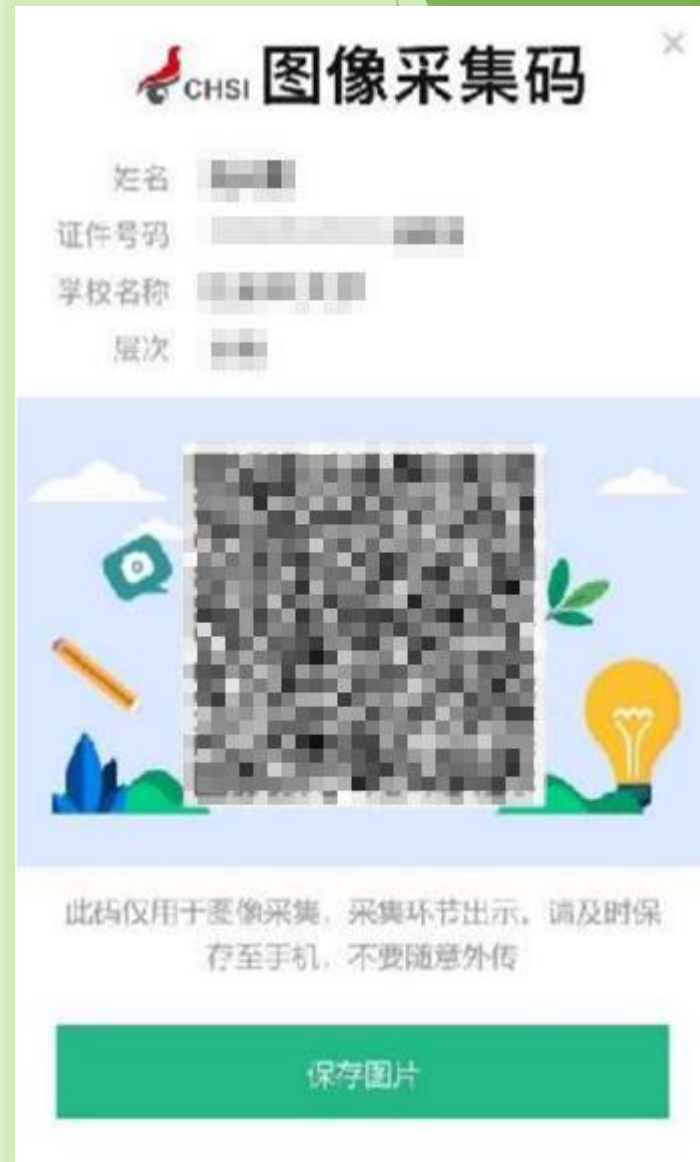 CHSI 图像采集码
姓名
证件号码
学校名称
层次
此码仅用于图像采集，采集环节出示。请及时保
存至手机，不要随意外传
保存图片